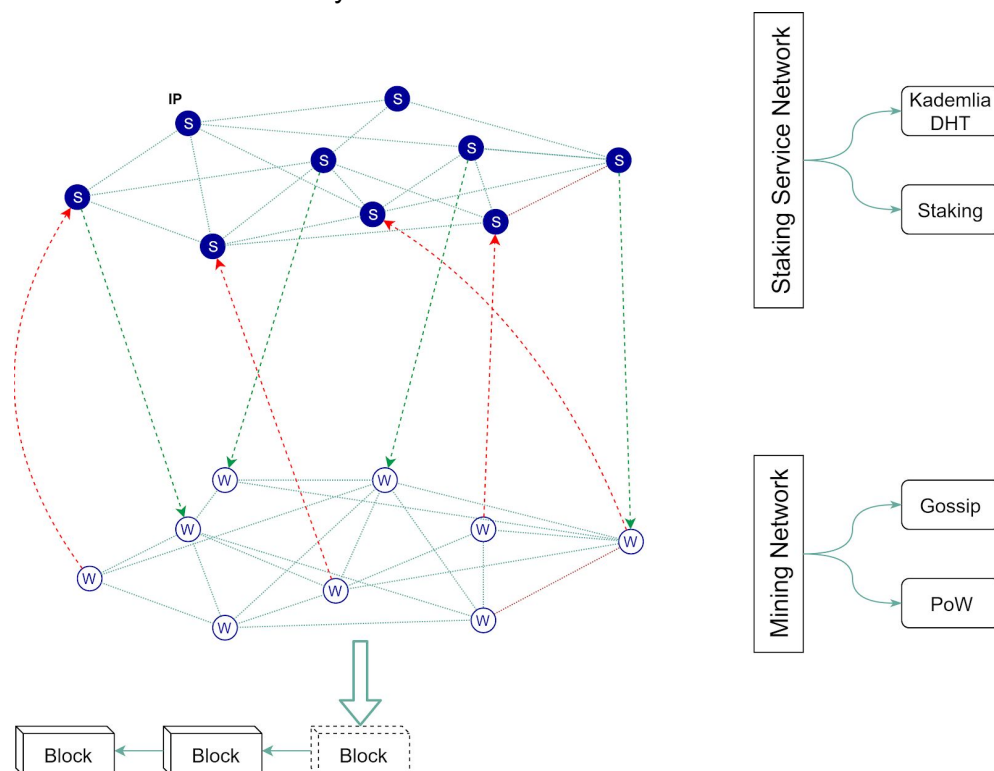 IP
S
S
S
S
S
S
S
S
S
W
W
W
W
W
W
W
W
W
Block
Block
Block
Staking Service Network
Kademlia
DHT
Staking
Mining Network
Gossip
PoW